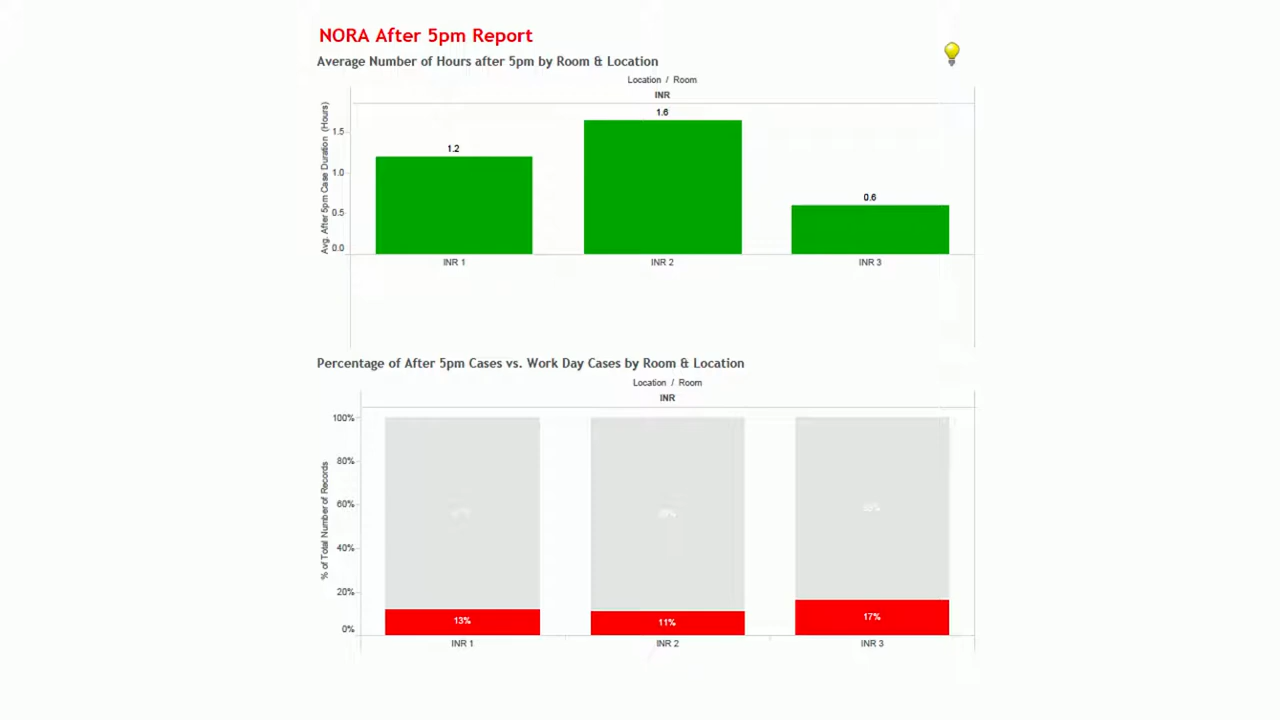 NORA After 5pm Report
Average Number of Hours after 5pm by Room & Location
Location / Room
INR
Avg. After 5pm Case Duration (Hours)
1.5
1.0
0.5
0.0
1.2
1.6
0.6
INR 1
INR 2
INR 3
Percentage of After 5pm Cases vs. Work Day Cases by Room & Location
Location / Room
INR
% of Total Number of Records
100%
80%
60%
40%
20%
0%
13%
11%
17%
INR 1
INR 2
INR 3